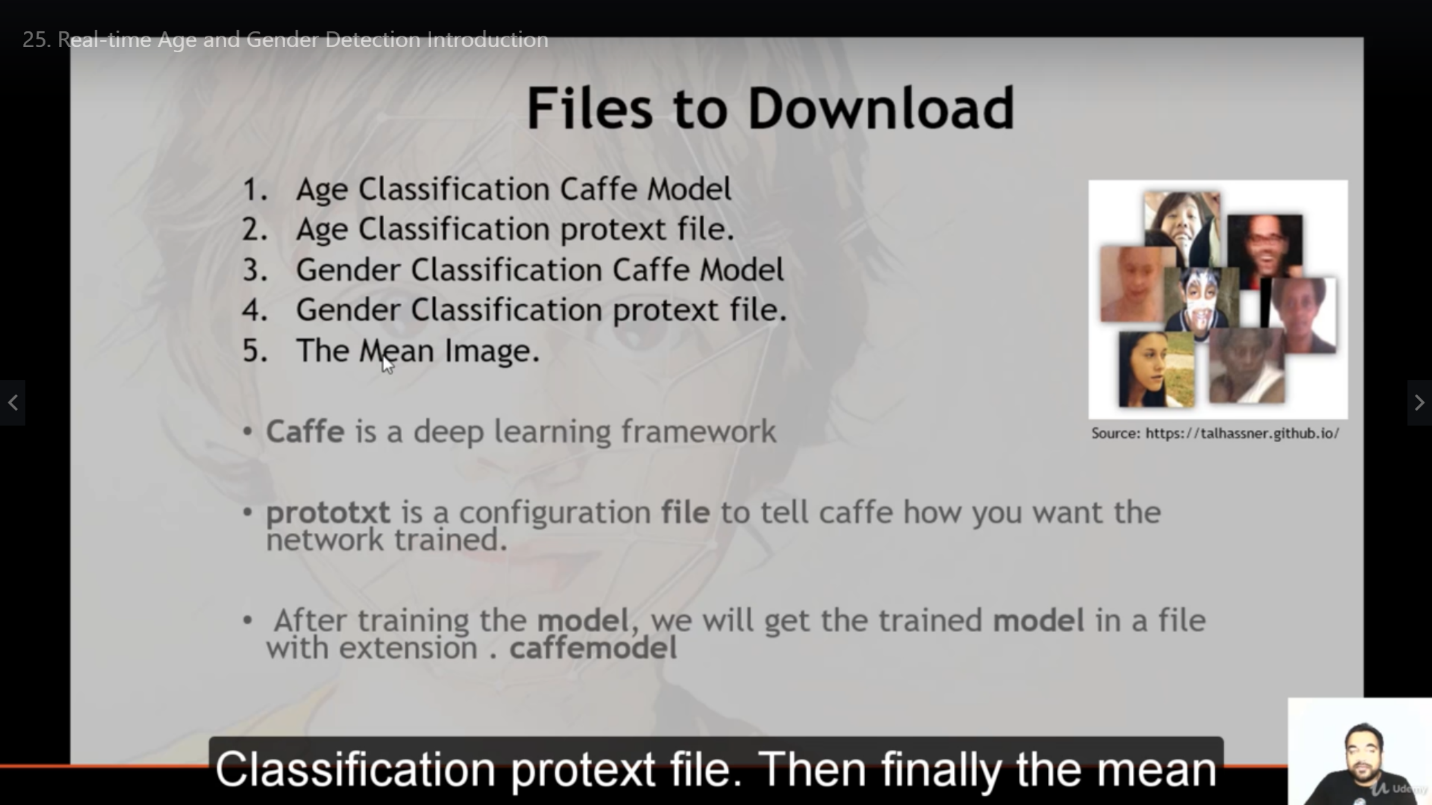 25. Real-time Age and Gender Detection Introduction
Files to Download
1. Age Classification Caffe Model
2. Age Classification protext file.
3. Gender Classification Caffe Model
4. Gender Classification protext file.
5. The Mean Image.
• Caffe is a deep learning framework
• prototxt is a configuration file to tell caffe how you want the
network trained.
• After training the model, we will get the trained model in a file
with extension . caffemodel
Source: https://talhassner.github.io/
Classification protext file. Then finally the mean
Udemy